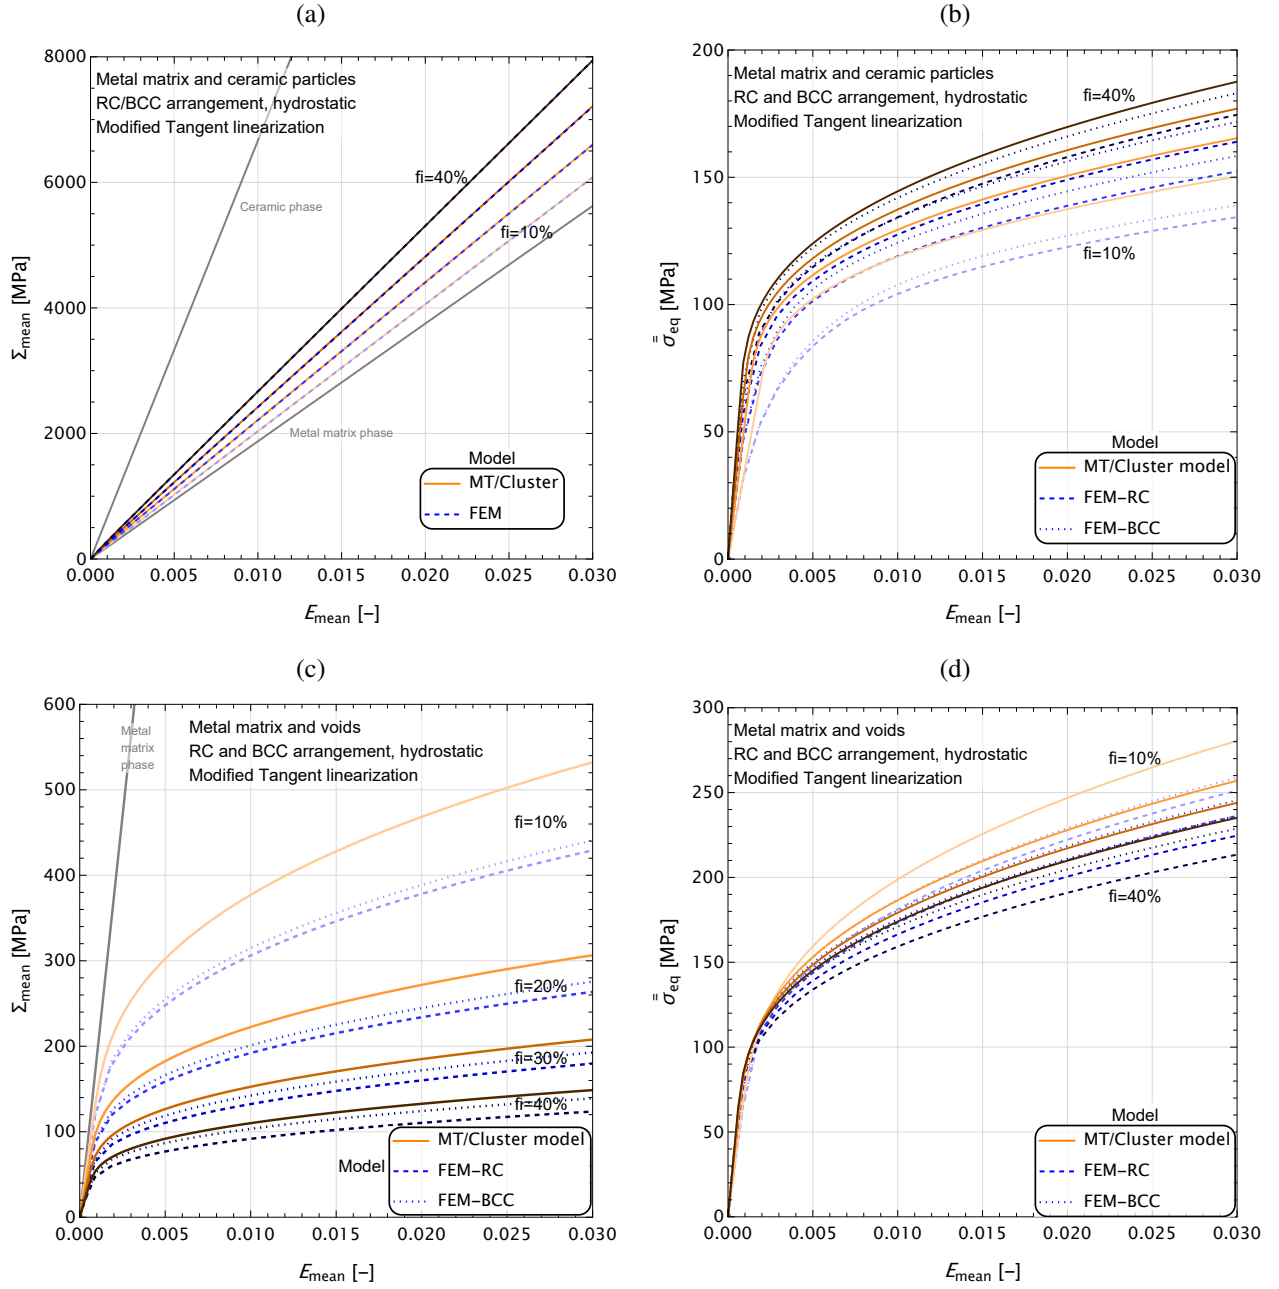 (a)
Metal matrix and ceramic particles
RC/BCC arrangement, hydrostatic
Modified Tangent linearization
fi=40%
Ceramic phase
fi=10%
Metal matrix phase
Model
MT/Cluster
FEM
8000
6000
4000
2000
0
0.000 0.005 0.010 0.015 0.020 0.025 0.030
Σmean [MPa]
Emean [–]
(b)
Metal matrix and ceramic particles
RC and BCC arrangement, hydrostatic
Modified Tangent linearization
fi=40%
fi=10%
Model
MT/Cluster model
FEM–RC
FEM–BCC
200
150
100
50
0
0.000 0.005 0.010 0.015 0.020 0.025 0.030
σ̿eq [MPa]
Emean [–]
(c)
Metal
matrix
phase
Metal matrix and voids
RC and BCC arrangement, hydrostatic
Modified Tangent linearization
fi=10%
fi=20%
fi=30%
fi=40%
Model
MT/Cluster model
FEM–RC
FEM–BCC
600
500
400
300
200
100
0
0.000 0.005 0.010 0.015 0.020 0.025 0.030
Σmean [MPa]
Emean [–]
(d)
Metal matrix and voids
RC and BCC arrangement, hydrostatic
Modified Tangent linearization
fi=10%
fi=40%
Model
MT/Cluster model
FEM–RC
FEM–BCC
300
250
200
150
100
50
0
0.000 0.005 0.010 0.015 0.020 0.025 0.030
σ̿eq [MPa]
Emean [–]